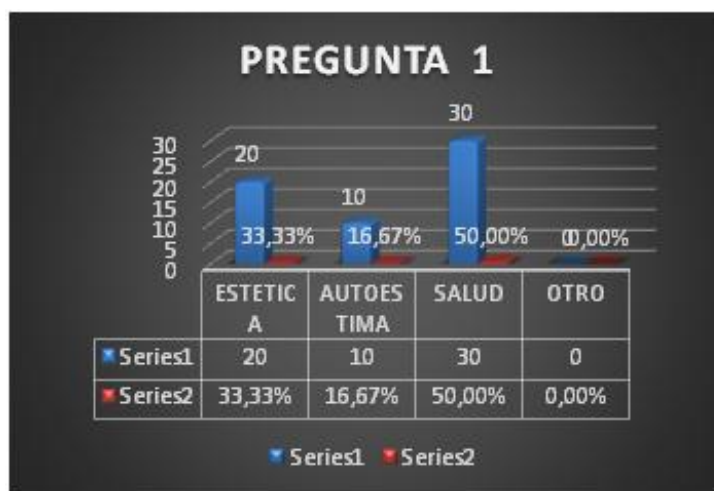 PREGUNTA 1
30
25
20
15
10
5
0
20
10
30
33,33%
16,67%
50,00%
0
0,00%
ESTETIC
A
AUTOES
TIMA
SALUD
OTRO
Series1 20 10 30 0
Series2 33,33% 16,67% 50,00% 0,00%
Series1 Series2